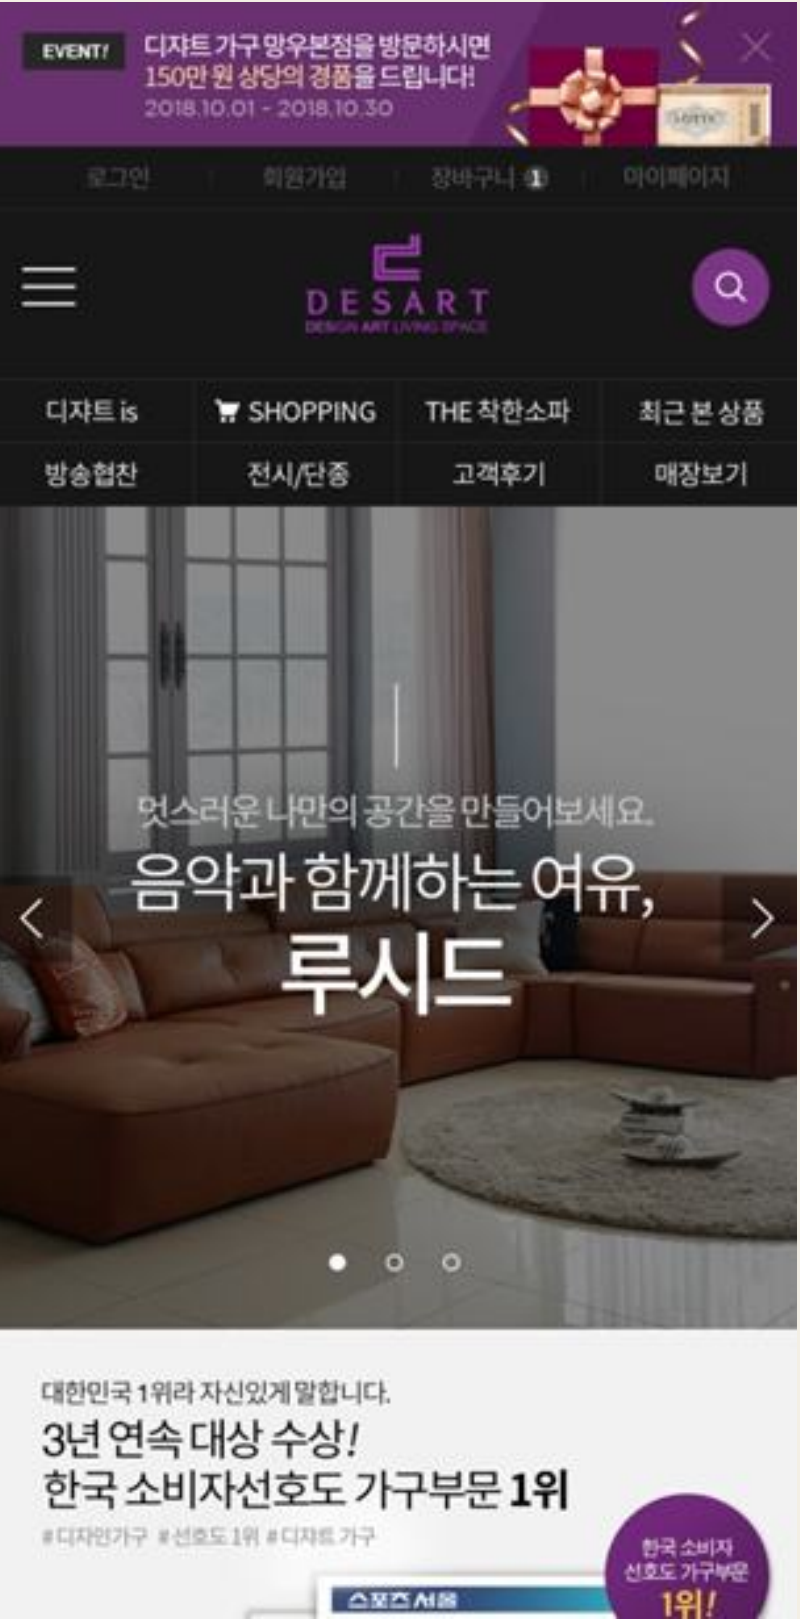 EVENT!
디쟈트 가구 망우본점을 방문하시면
150만 원 상당의 경품을 드립니다!
2018.10.01 - 2018.10.30
LOTTE
로그인 회원가입 장바구니 1 마이페이지
DESART
DESIGN ART LIVING SPACE
디쟈트 is SHOPPING THE 착한소파 최근 본 상품
방송협찬 전시/단종 고객후기 매장보기
멋스러운 나만의 공간을 만들어보세요.
음악과 함께하는 여유,
루시드
대한민국 1위라 자신있게 말합니다.
3년 연속 대상 수상!
한국 소비자선호도 가구부문 1위
#디자인가구 #선호도 1위 #디쟈트 가구
한국 소비자
선호도 가구부문
1위!
스포츠서울